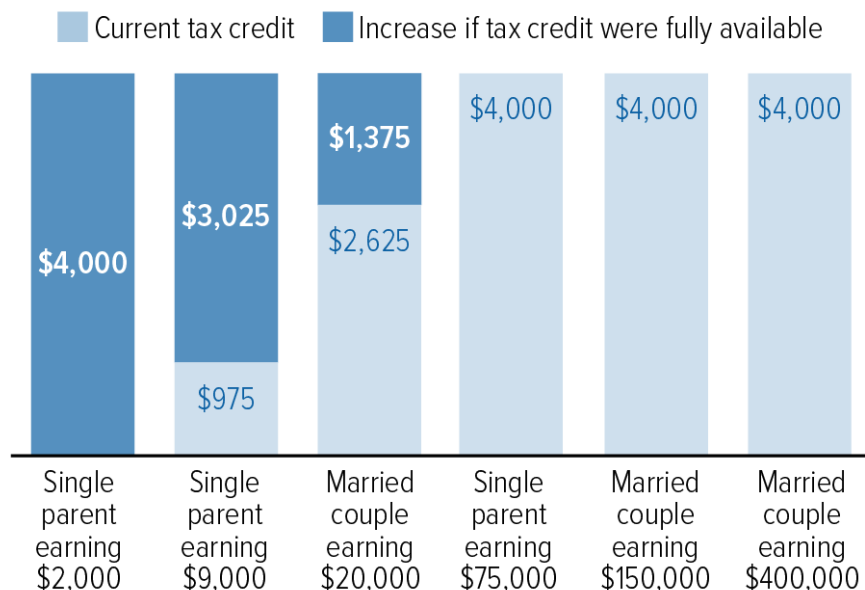 Current tax credit Increase if tax credit were fully available
$4,000
$3,025
$975
$1,375
$2,625
$4,000
$4,000
$4,000
Single
parent
earning
$2,000
Single
parent
earning
$9,000
Married
couple
earning
$20,000
Single
parent
earning
$75,000
Married
couple
earning
$150,000
Married
couple
earning
$400,000